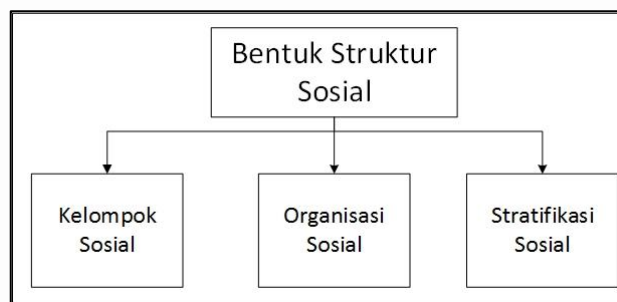 Bentuk Struktur
Sosial
Kelompok
Sosial
Organisasi
Sosial
Stratifikasi
Sosial